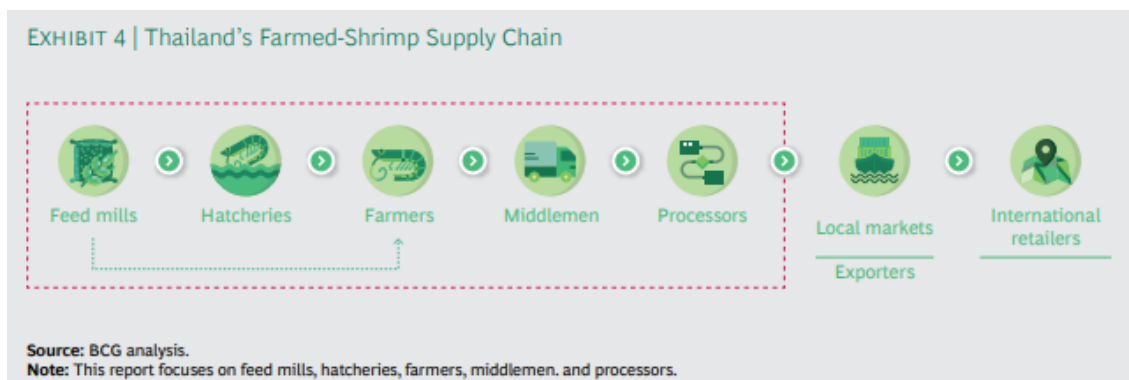 EXHIBIT 4 | Thailand's Farmed-Shrimp Supply Chain
Feed mills
Hatcheries
Farmers
Middlemen
Processors
Local markets
Exporters
International
retailers
Source: BCG analysis.
Note: This report focuses on feed mills, hatcheries, farmers, middlemen. and processors.